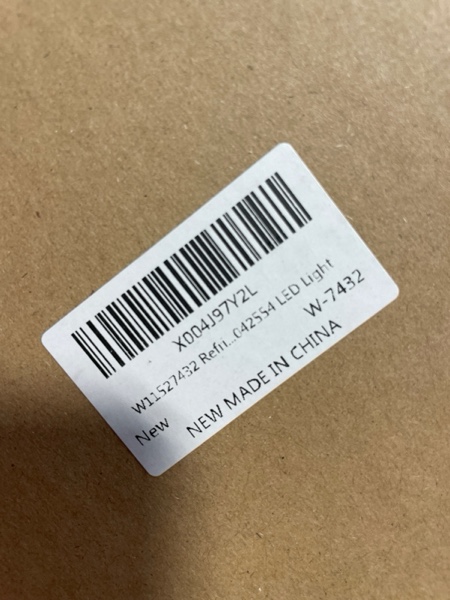 X004J97Y2L
W11527432 Refri...042554 LED Light
New
W-7432
NEW MADE IN CHINA